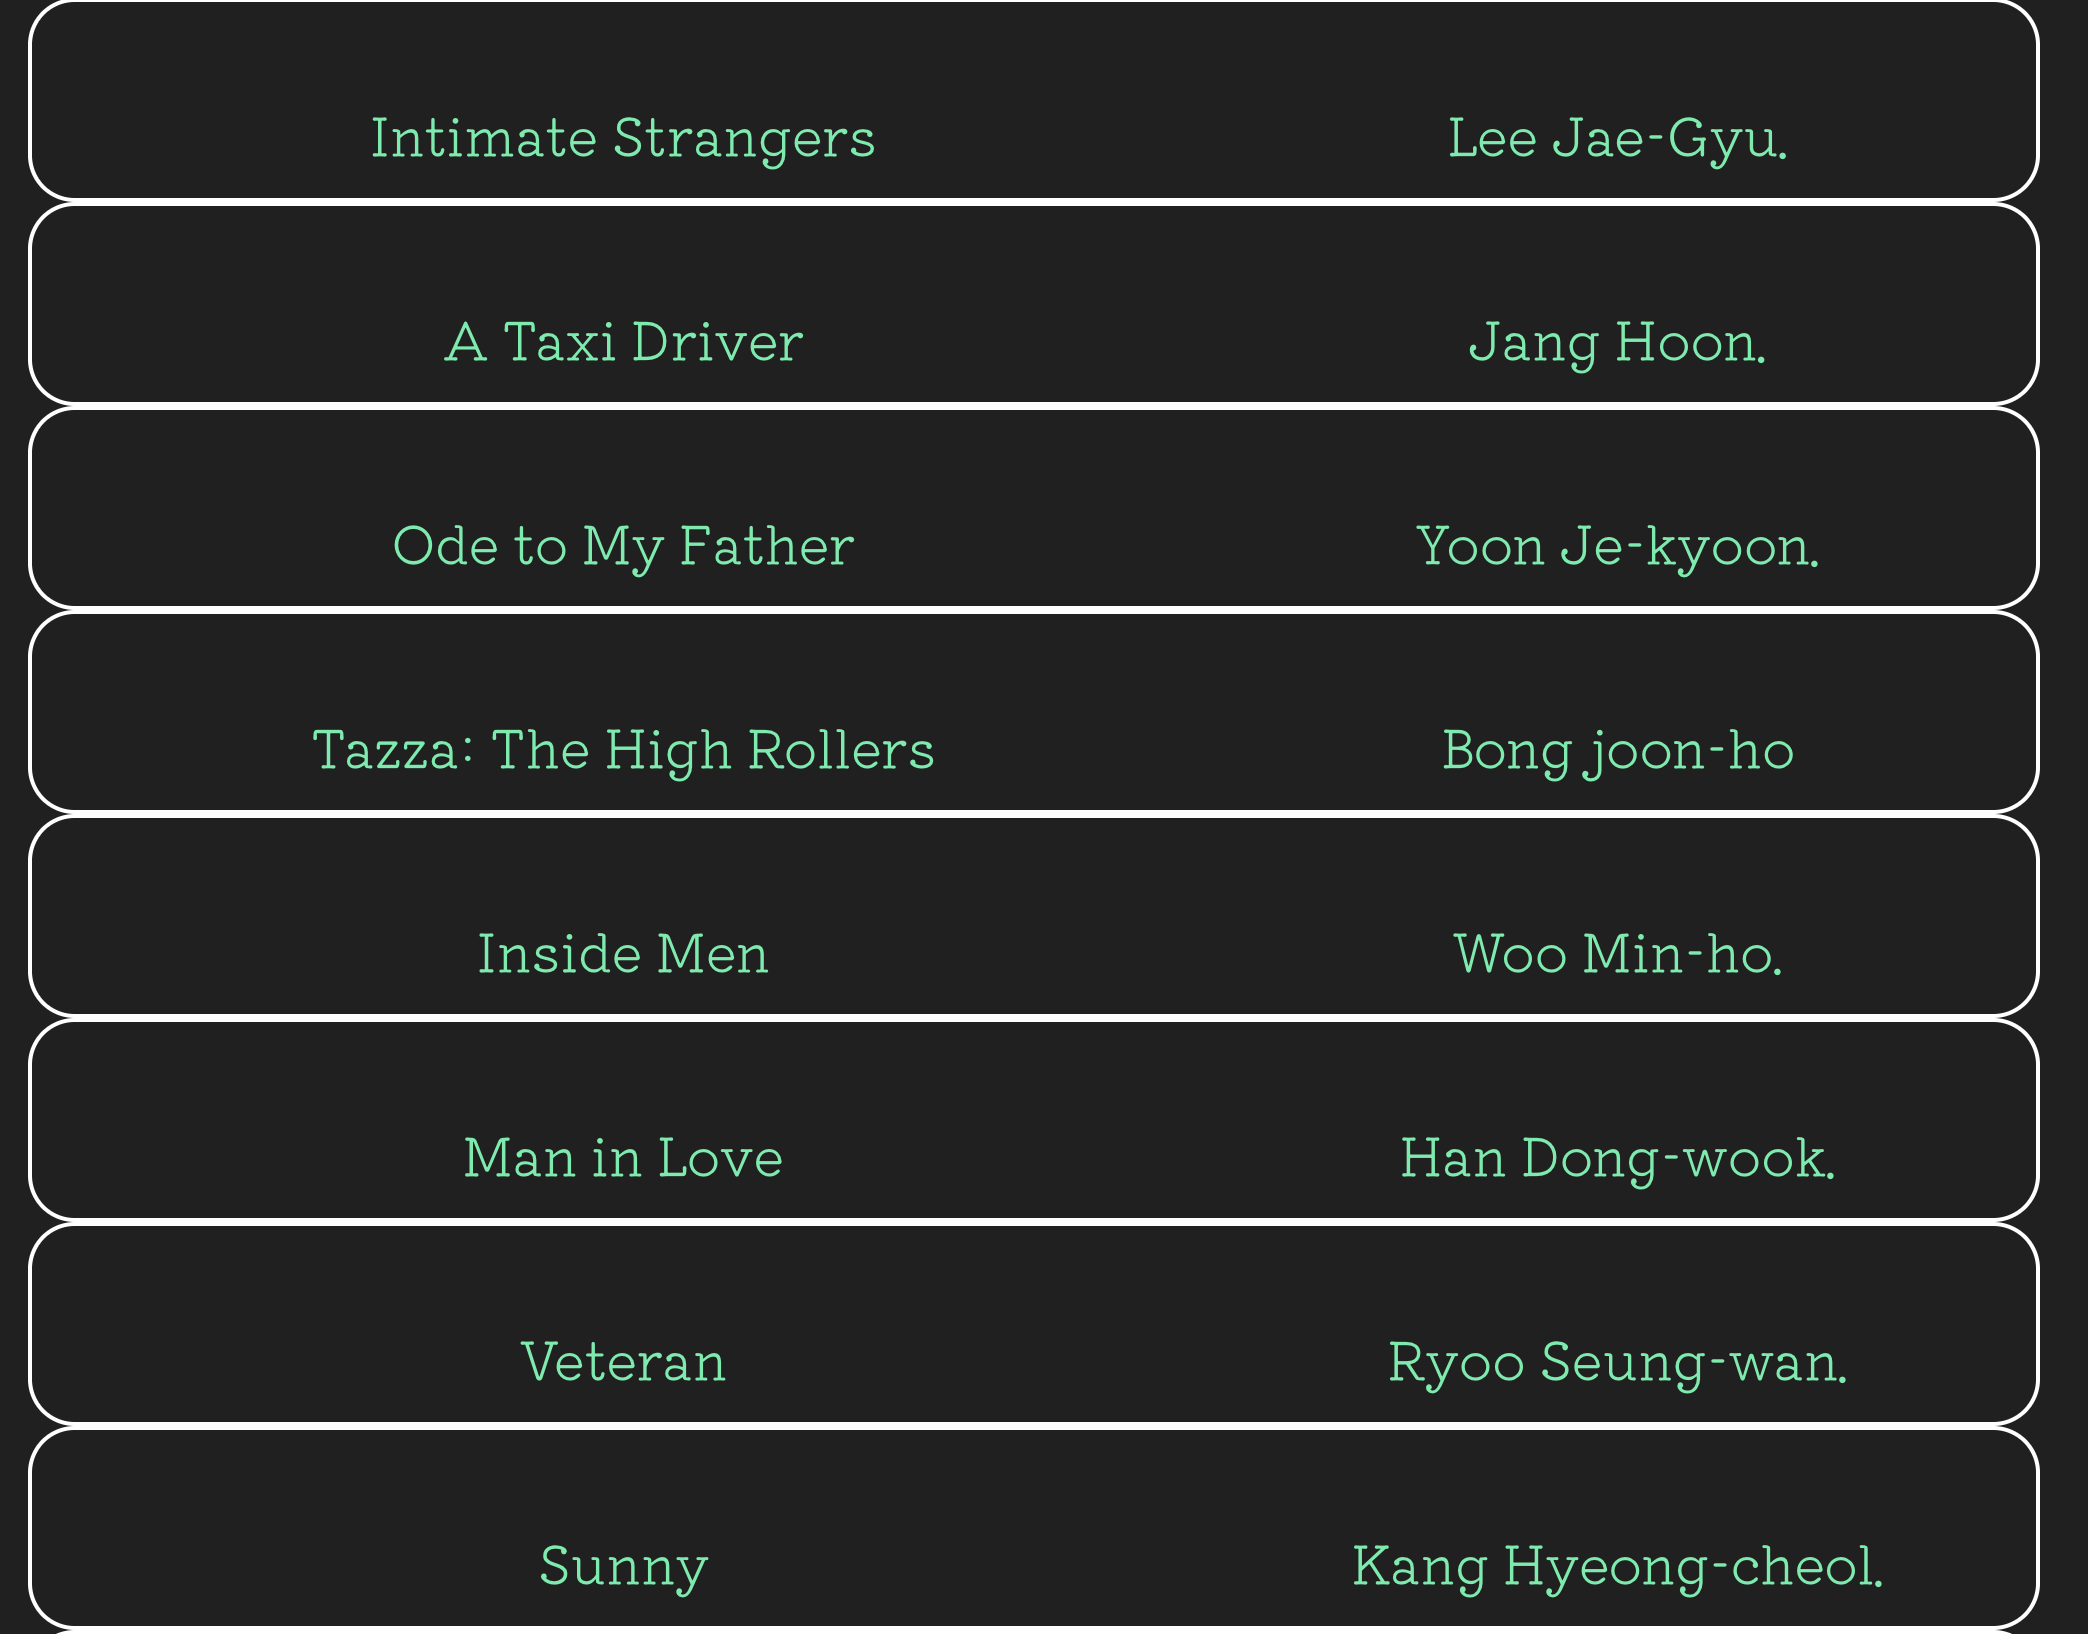 Intimate Strangers Lee Jae-Gyu.
A Taxi Driver Jang Hoon.
Ode to My Father Yoon Je-kyoon.
Tazza: The High Rollers Bong joon-ho
Inside Men Woo Min-ho.
Man in Love Han Dong-wook.
Veteran Ryoo Seung-wan.
Sunny Kang Hyeong-cheol.